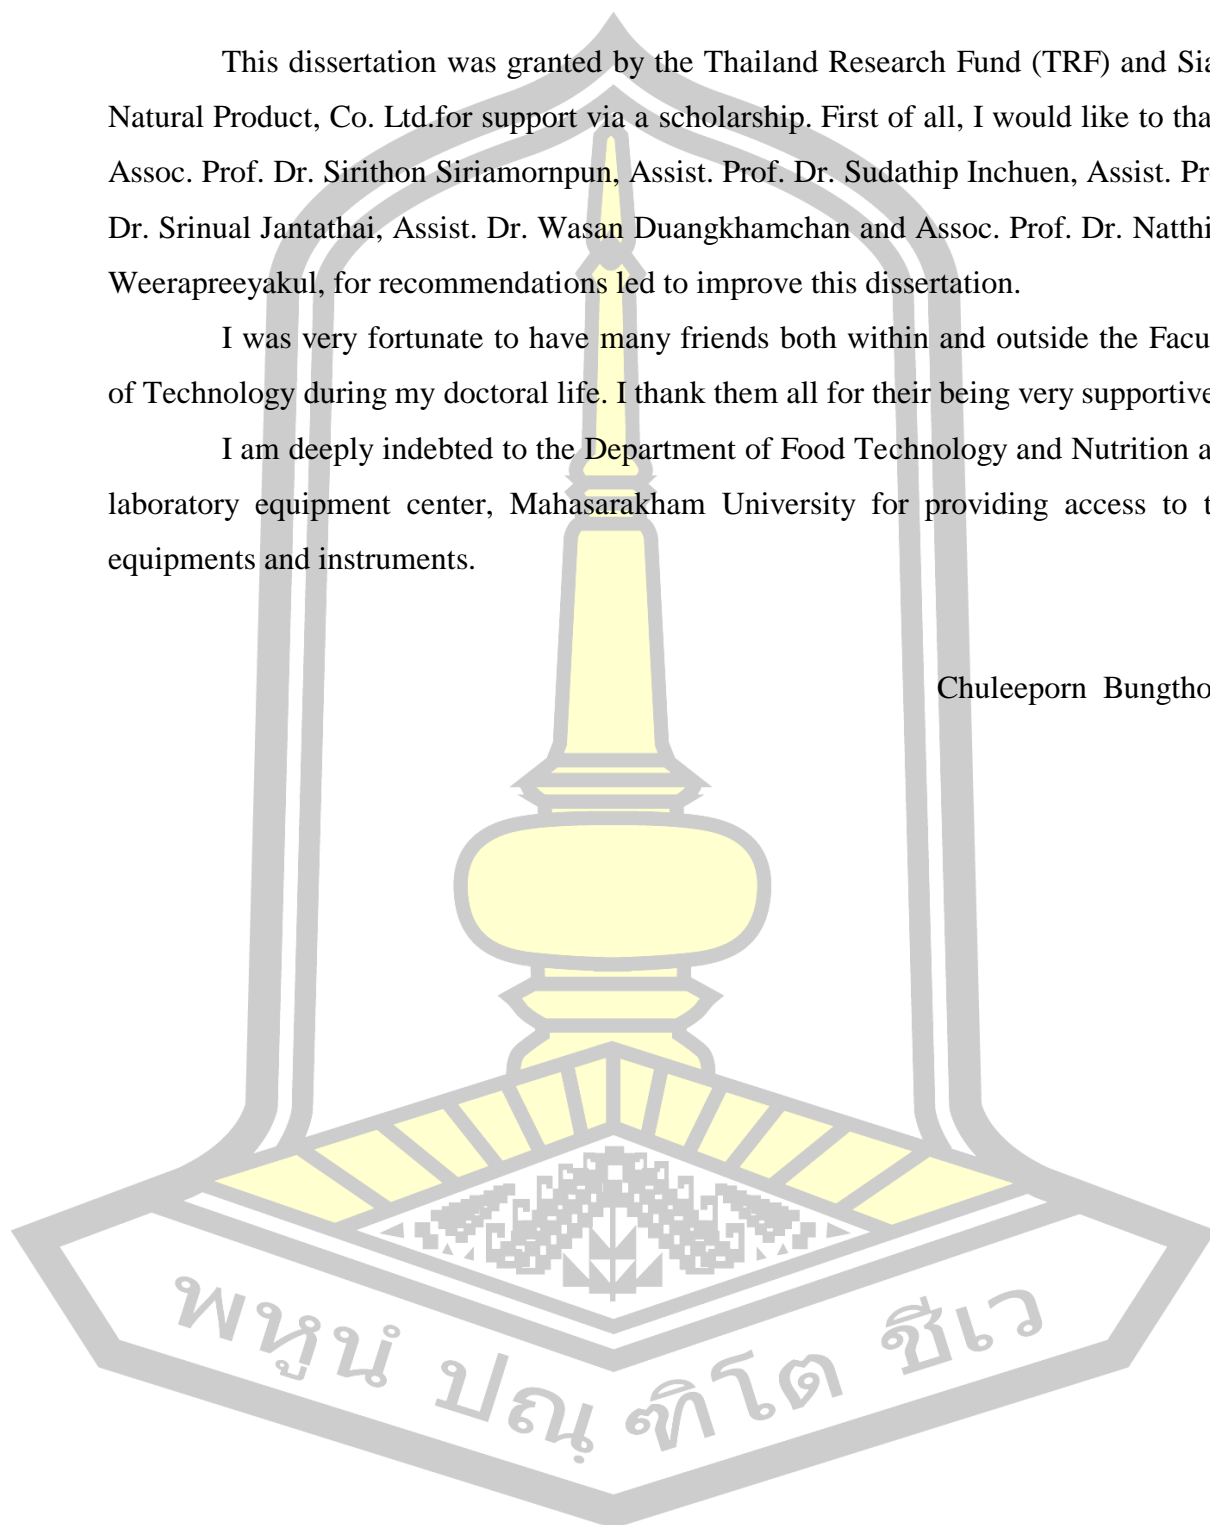 This dissertation was granted by the Thailand Research Fund (TRF) and Sia
Natural Product, Co. Ltd.for support via a scholarship. First of all, I would like to tha
Assoc. Prof. Dr. Sirithon Siriamornpun, Assist. Prof. Dr. Sudathip Inchuen, Assist. Pr
Dr. Srinual Jantathai, Assist. Dr. Wasan Duangkhamchan and Assoc. Prof. Dr. Natthi
Weerapreeyakul, for recommendations led to improve this dissertation.
I was very fortunate to have many friends both within and outside the Facu
of Technology during my doctoral life. I thank them all for their being very supportive
I am deeply indebted to the Department of Food Technology and Nutrition a
laboratory equipment center, Mahasarakham University for providing access to t
equipments and instruments.
Chuleeporn Bungtho
พหูนํ ปณฺ ฑิโต ชีเว